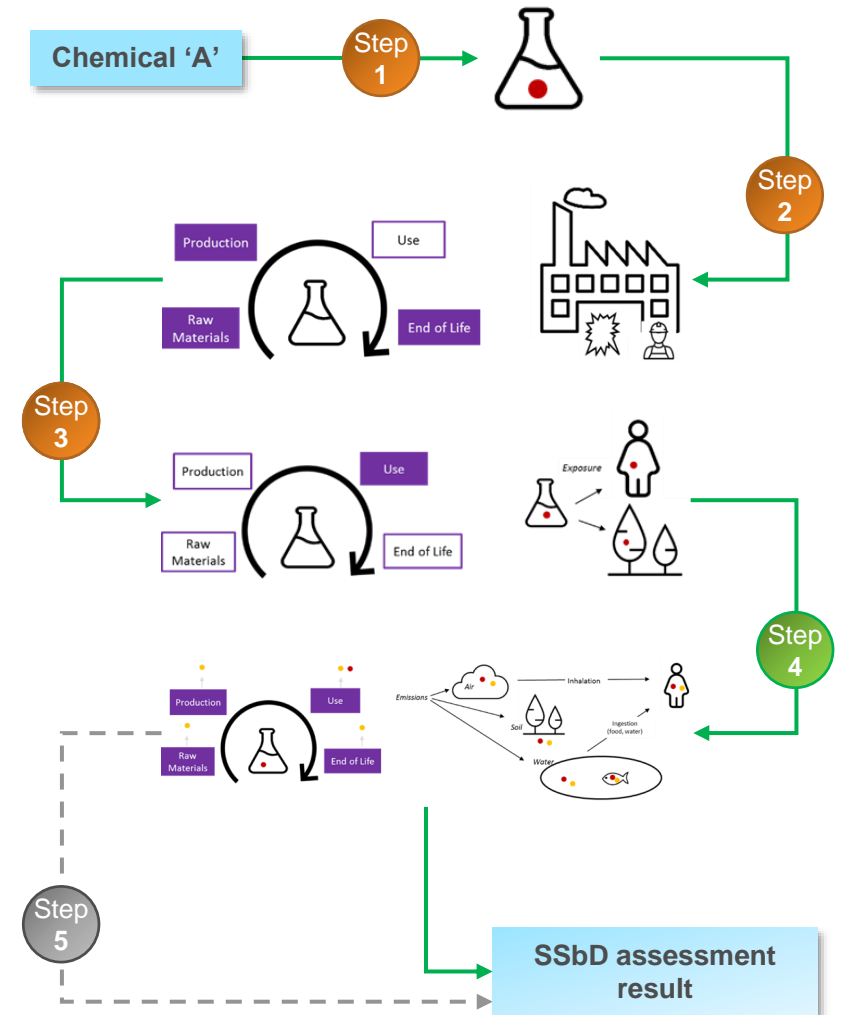 Chemical ‘A’
Step
1
Step
2
Production
Use
Raw
Materials
End of Life
Step
3
Production
Use
Raw
Materials
End of Life
Exposure
Step
4
Production
Use
Raw
Materials
End of Life
Emissions
Air
Inhalation
Soil
Ingestion
(food, water)
Water
Step
5
SSbD assessment
result